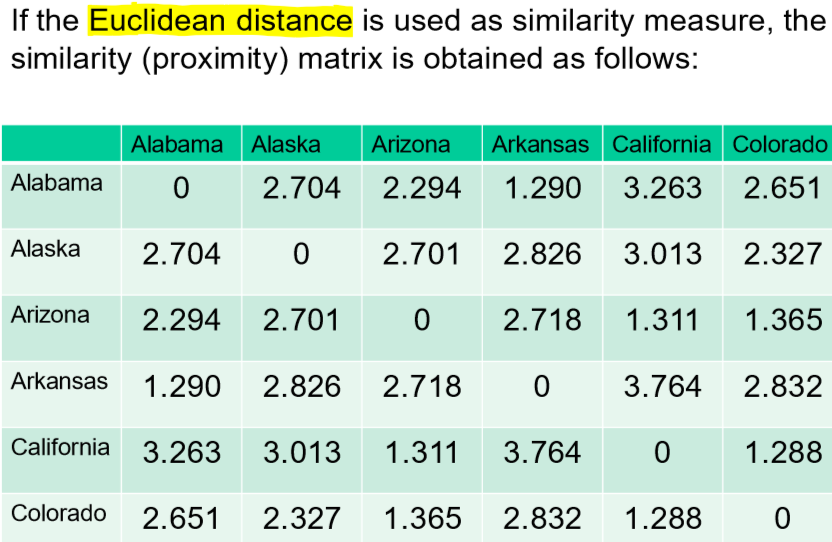 If the Euclidean distance is used as similarity measure, the
similarity (proximity) matrix is obtained as follows:
Alabama Alaska Arizona Arkansas California Colorado
Alabama 0 2.704 2.294 1.290 3.263 2.651
Alaska 2.704 0 2.701 2.826 3.013 2.327
Arizona 2.294 2.701 0 2.718 1.311 1.365
Arkansas 1.290 2.826 2.718 0 3.764 2.832
California 3.263 3.013 1.311 3.764 0 1.288
Colorado 2.651 2.327 1.365 2.832 1.288 0